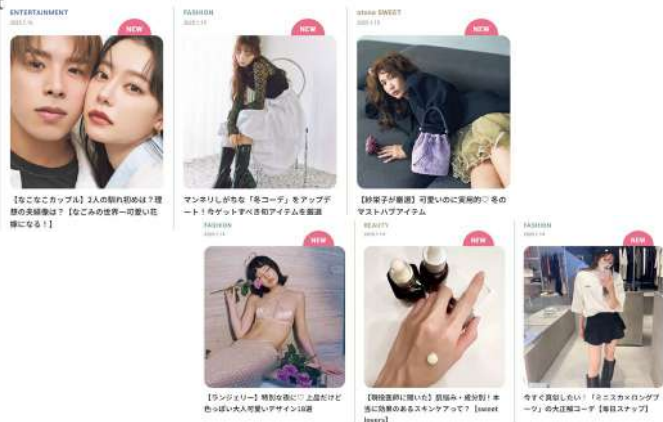 ENTERTAINMENT
NEW
【なこなこカップル】2人の馴れ初めは？理
想の夫婦像は？【なごみの世界一可愛い花
嫁になる！】
FASHION
NEW
マンネリしがちな「冬コーデ」をアップデ
ート！今ゲットすべき旬アイテムを厳選
otona SWEET
NEW
【紗栄子が厳選】可愛いのに実用的♡ 冬の
マストハブアイテム
FASHION
NEW
【ランジェリー】特別な夜に♡ 上品だけど
色っぽい大人可愛いデザイン18選
BEAUTY
NEW
【現役医師に聞いた】肌悩み・成分別！本
当に効果のあるスキンケアって？【sweet
lovers】
FASHION
NEW
今すぐ真似したい！「ミニスカ×ロングブ
ーツ」の大正解コーデ【毎日スナップ】